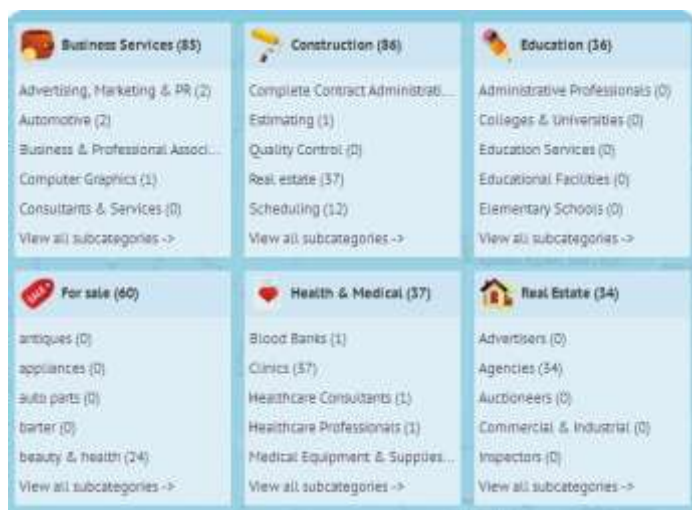 Business Services (85)
Advertising, Marketing & PR (2)
Automotive (2)
Business & Professional Associ...
Computer Graphics (1)
Consultants & Services (0)
View all subcategories ->
Construction (86)
Complete Contract Administrati...
Estimating (1)
Quality Control (0)
Real estate (37)
Scheduling (12)
View all subcategories ->
Education (36)
Administrative Professionals (0)
Colleges & Universities (0)
Education Services (0)
Educational Facilities (0)
Elementary Schools (0)
View all subcategories ->
SALE
For sale (60)
antiques (0)
appliances (0)
auto parts (0)
barter (0)
beauty & health (24)
View all subcategories ->
Health & Medical (37)
Blood Banks (1)
Clinics (37)
Healthcare Consultants (1)
Healthcare Professionals (1)
Medical Equipment & Supplies...
View all subcategories ->
Real Estate (34)
Advertisers (0)
Agencies (34)
Auctioneers (0)
Commercial & Industrial (0)
Inspectors (0)
View all subcategories ->